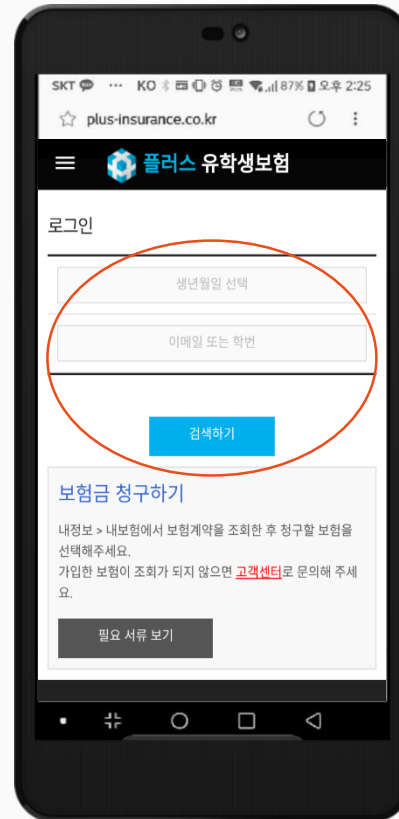 SKT ··· KO 87% 오후 2:25
plus-insurance.co.kr
플러스 유학생보험
로그인
생년월일 선택
이메일 또는 학번
검색하기
보험금 청구하기
내정보 > 내보험에서 보험계약을 조회한 후 청구할 보험을
선택해주세요.
가입한 보험이 조회가 되지 않으면 고객센터로 문의해 주세
요.
필요 서류 보기